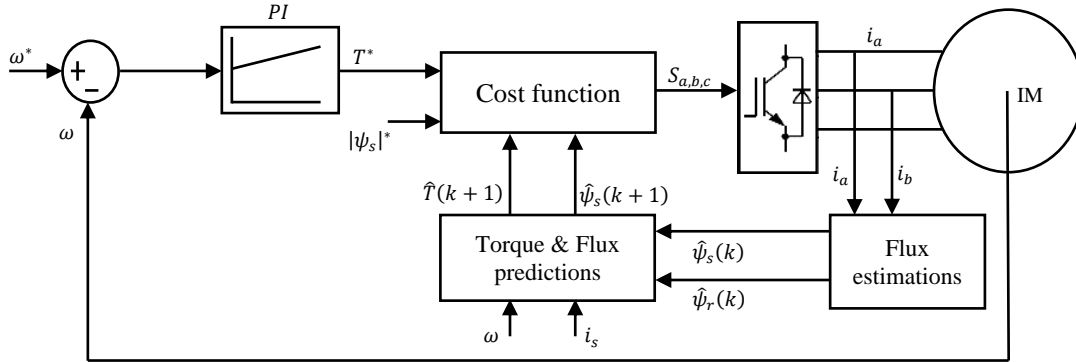 PI
ω*
T*
i_a
+
−
Cost function
S_{a,b,c}
IM
ω
|ψ_s|*
T̂(k + 1)
ψ̂_s(k + 1)
i_a
i_b
Torque & Flux
predictions
ψ̂_s(k)
ψ̂_r(k)
Flux
estimations
ω
i_s